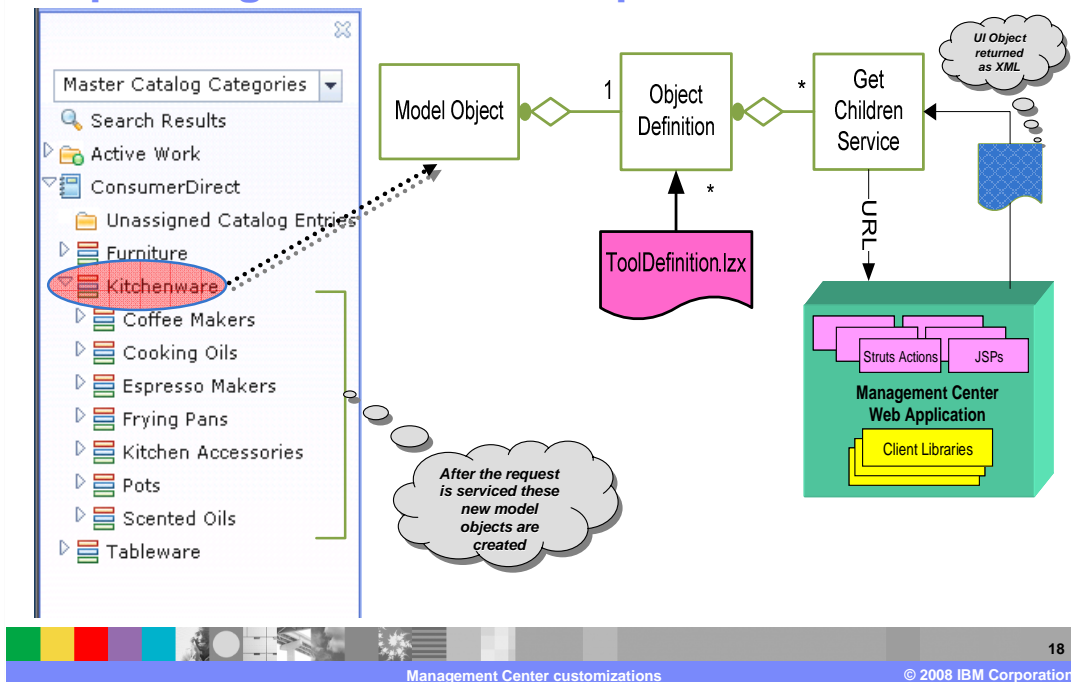 Master Catalog Categories
Search Results
Active Work
ConsumerDirect
Unassigned Catalog Entries
Furniture
Kitchenware
Coffee Makers
Cooking Oils
Espresso Makers
Frying Pans
Kitchen Accessories
Pots
Scented Oils
Tableware
Model Object
1
Object
Definition
*
*
Get
Children
Service
UI Object
returned
as XML
ToolDefinition.lzx
URL
Struts Actions
JSPs
Management Center
Web Application
Client Libraries
After the request
is serviced these
new model
objects are
created
18
Management Center customizations
© 2008 IBM Corporation